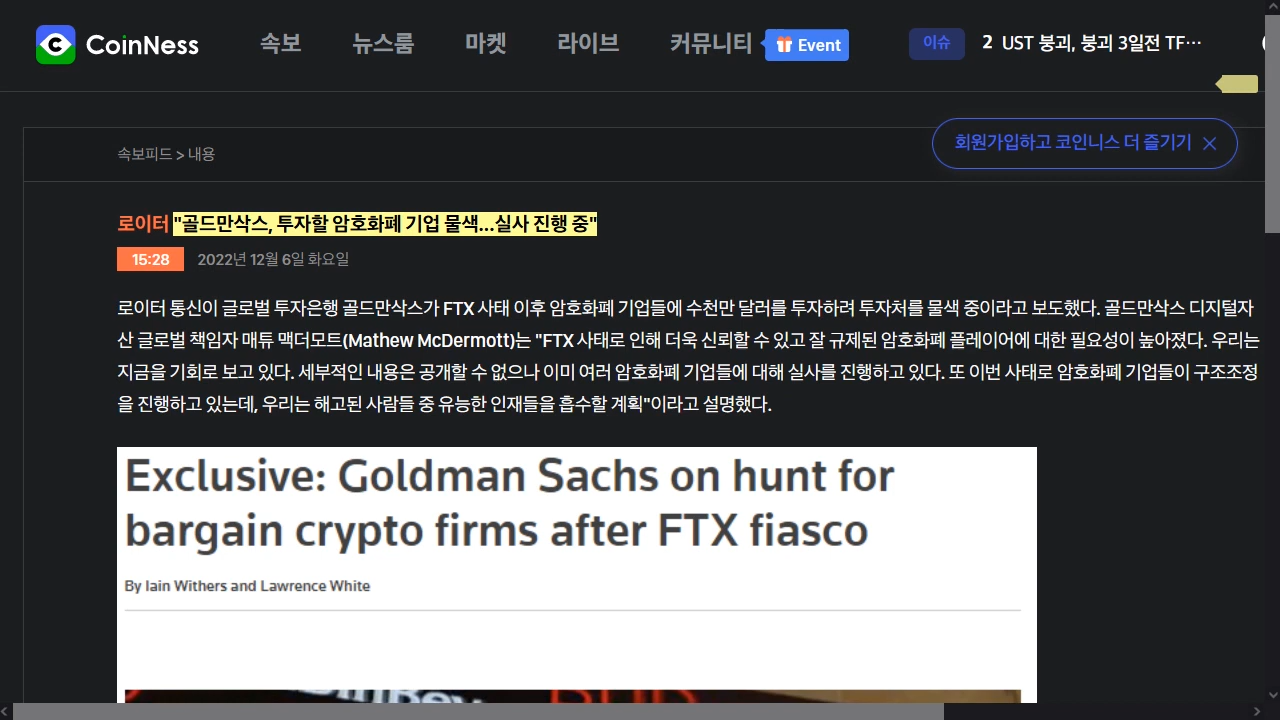 CoinNess
속보
뉴스룸
마켓
라이브
커뮤니티
Event
이슈
2 UST 붕괴, 붕괴 3일전 TF…
회원가입하고 코인니스 더 즐기기
속보피드 > 내용
로이터 "골드만삭스, 투자할 암호화폐 기업 물색...실사 진행 중"
15:28 2022년 12월 6일 화요일
로이터 통신이 글로벌 투자은행 골드만삭스가 FTX 사태 이후 암호화폐 기업들에 수천만 달러를 투자하려 투자처를 물색 중이라고 보도했다. 골드만삭스 디지털자
산 글로벌 책임자 매튜 맥더모트(Mathew McDermott)는 "FTX 사태로 인해 더욱 신뢰할 수 있고 잘 규제된 암호화폐 플레이어에 대한 필요성이 높아졌다. 우리는
지금을 기회로 보고 있다. 세부적인 내용은 공개할 수 없으나 이미 여러 암호화폐 기업들에 대해 실사를 진행하고 있다. 또 이번 사태로 암호화폐 기업들이 구조조정
을 진행하고 있는데, 우리는 해고된 사람들 중 유능한 인재들을 흡수할 계획"이라고 설명했다.
Exclusive: Goldman Sachs on hunt for
bargain crypto firms after FTX fiasco
By Iain Withers and Lawrence White